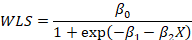 WLS = β₀ / (1 + exp(−β₁ − β₂X))